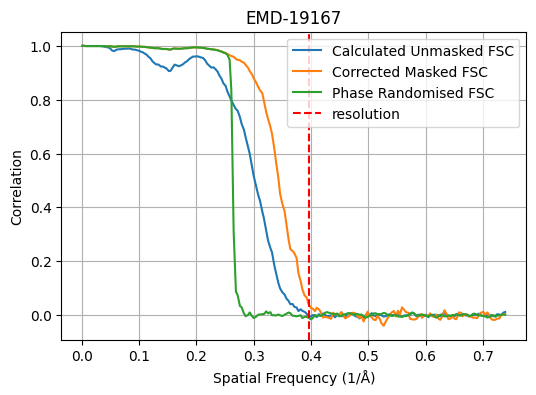 EMD-19167
Calculated Unmasked FSC
Corrected Masked FSC
Phase Randomised FSC
resolution
Correlation
1.0
0.8
0.6
0.4
0.2
0.0
0.0 0.1 0.2 0.3 0.4 0.5 0.6 0.7
Spatial Frequency (1/Å)